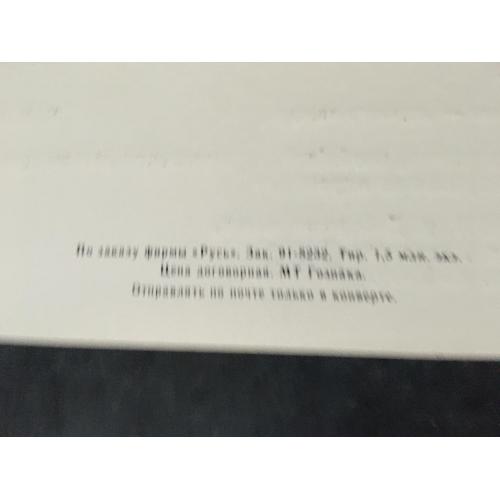 По заказу фирмы «Русь». Зак. 91-8232. Тир. 1,5 млн. экз.
Цена договорная. МТ Гознака.
Отправлять по почте только в конверте.